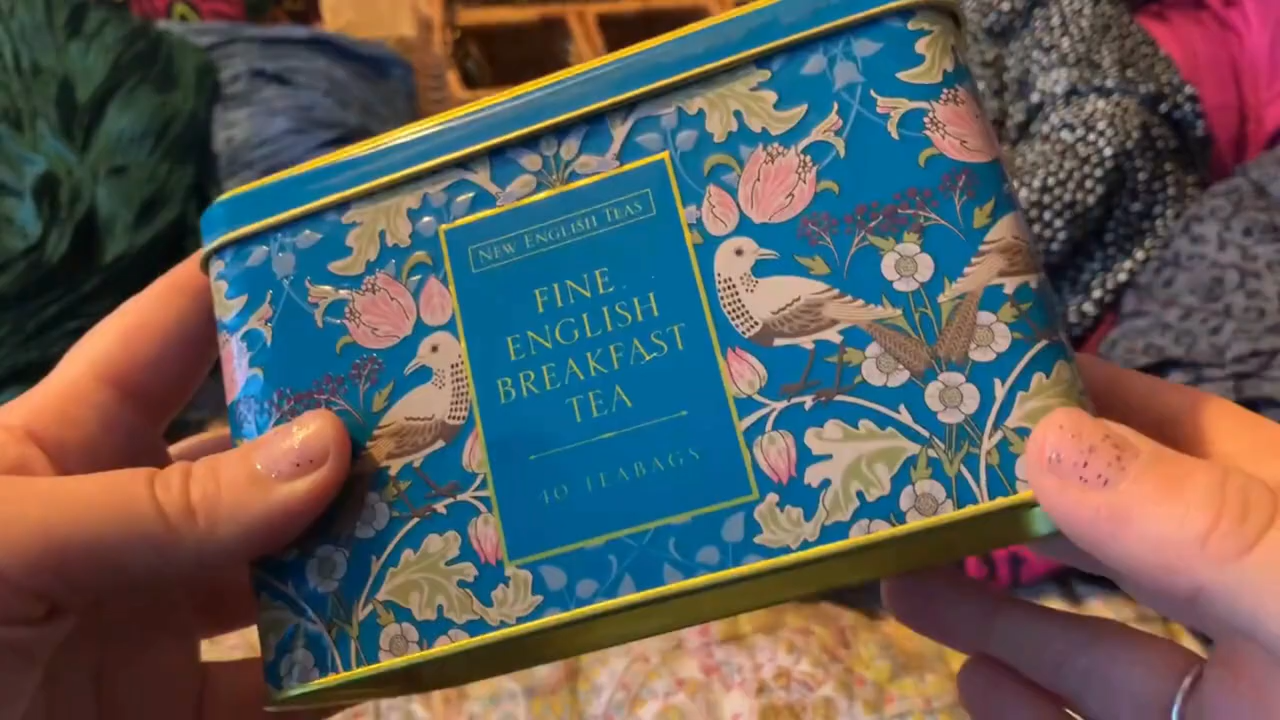 NEW ENGLISH TEAS
FINE
ENGLISH
BREAKFAST
TEA
40 TEABAGS